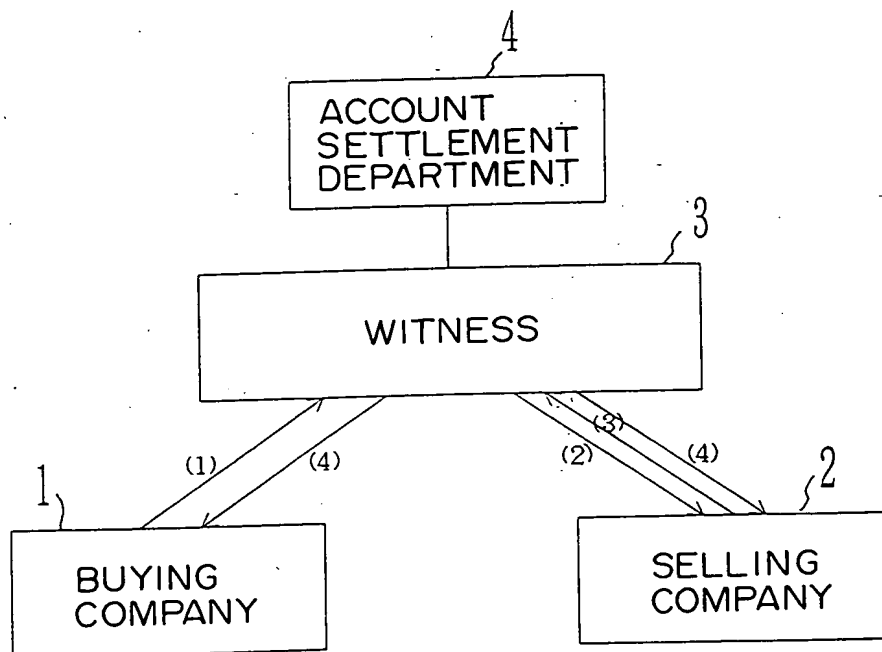 4
ACCOUNT
SETTLEMENT
DEPARTMENT
3
WITNESS
(1)
(4)
(2)
(3)
(4)
1
BUYING
COMPANY
2
SELLING
COMPANY